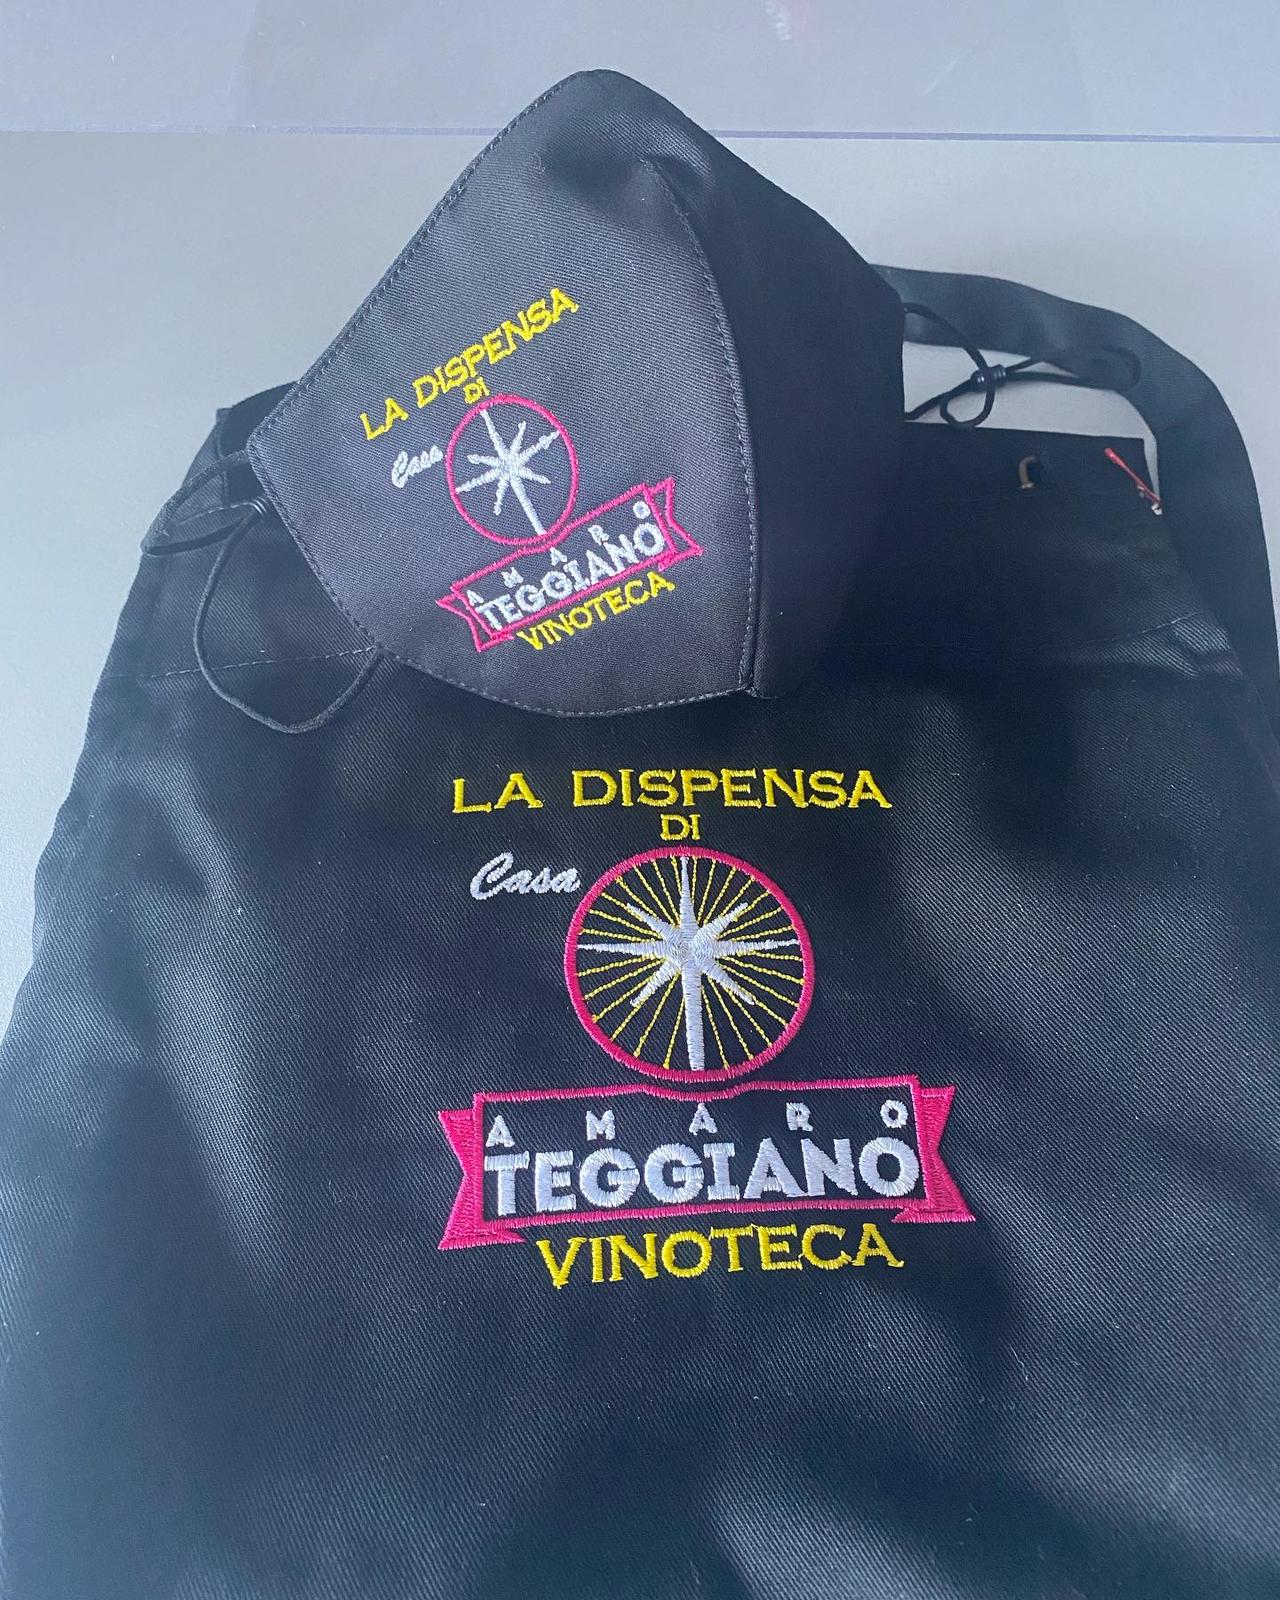 LA DISPENSA
DI
Casa
AMARO
TEGGIANO
VINOTECA
LA DISPENSA
DI
Casa
AMARO
TEGGIANO
VINOTECA